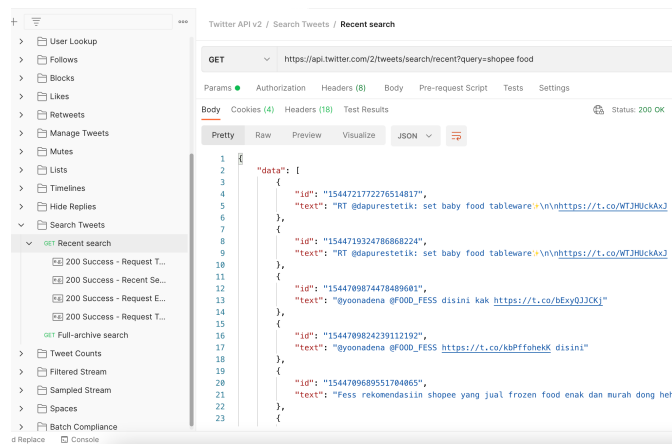 Twitter API v2 / Search Tweets / Recent search
User Lookup
Follows
Blocks
Likes
Retweets
Manage Tweets
Mutes
Lists
Timelines
Hide Replies
Search Tweets
GET Recent search
e.g. 200 Success - Request T...
e.g. 200 Success - Recent Se...
e.g. 200 Success - Request E...
e.g. 200 Success - Request T...
GET Full-archive search
Tweet Counts
Filtered Stream
Sampled Stream
Spaces
Batch Compliance
d Replace Console
GET https://api.twitter.com/2/tweets/search/recent?query=shopee food
Params Authorization Headers (8) Body Pre-request Script Tests Settings
Body Cookies (4) Headers (18) Test Results Status: 200 OK
Pretty Raw Preview Visualize JSON
1 {
2 "data": [
3 {
4 "id": "1544721772276514817",
5 "text": "RT @dapurestetik: set baby food tableware✨\n\nhttps://t.co/WTJHUckAxJ
6 },
7 {
8 "id": "1544719324786868224",
9 "text": "RT @dapurestetik: set baby food tableware✨\n\nhttps://t.co/WTJHUckAxJ
10 },
11 {
12 "id": "1544709874478489601",
13 "text": "@yoonadena @FOOD_FESS disini kak https://t.co/bExyQJJCKj"
14 },
15 {
16 "id": "1544709824239112192",
17 "text": "@yoonadena @FOOD_FESS https://t.co/kbPffohekK disini"
18 },
19 {
20 "id": "1544709689551704065",
21 "text": "Fess rekomendasiin shopee yang jual frozen food enak dan murah dong heh
22 },
23 {